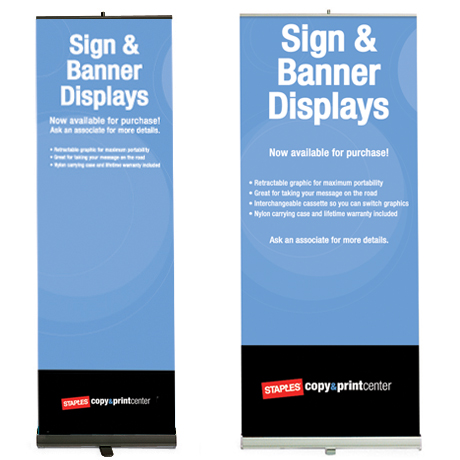 Sign &
Banner
Displays
Now available for purchase!
Ask an associate for more details.
• Retractable graphic for maximum portability
• Great for taking your message on the road
• Nylon carrying case and lifetime warranty included
STAPLES copy&printcenter
Sign &
Banner
Displays
Now available for purchase!
• Retractable graphic for maximum portability
• Great for taking your message on the road
• Interchangeable cassette so you can switch graphics
• Nylon carrying case and lifetime warranty included
Ask an associate for more details.
STAPLES copy&printcenter